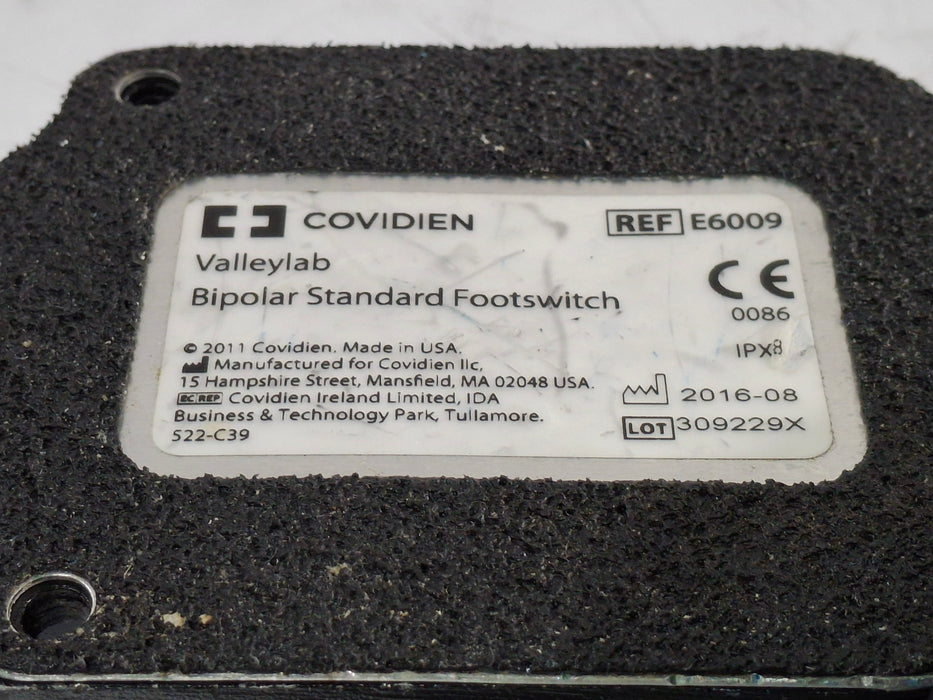 COVIDIEN
REF E6009
Valleylab
Bipolar Standard Footswitch
CE
0086
© 2011 Covidien. Made in USA.
Manufactured for Covidien llc,
15 Hampshire Street, Mansfield, MA 02048 USA.
EC REP Covidien Ireland Limited, IDA
Business & Technology Park, Tullamore.
522-C39
IPX8
2016-08
LOT 309229X